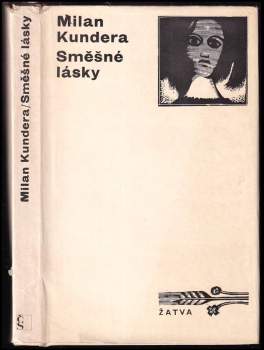 Milan Kundera/Směšné lásky
Milan
Kundera
Směšné
lásky
ŽATVA